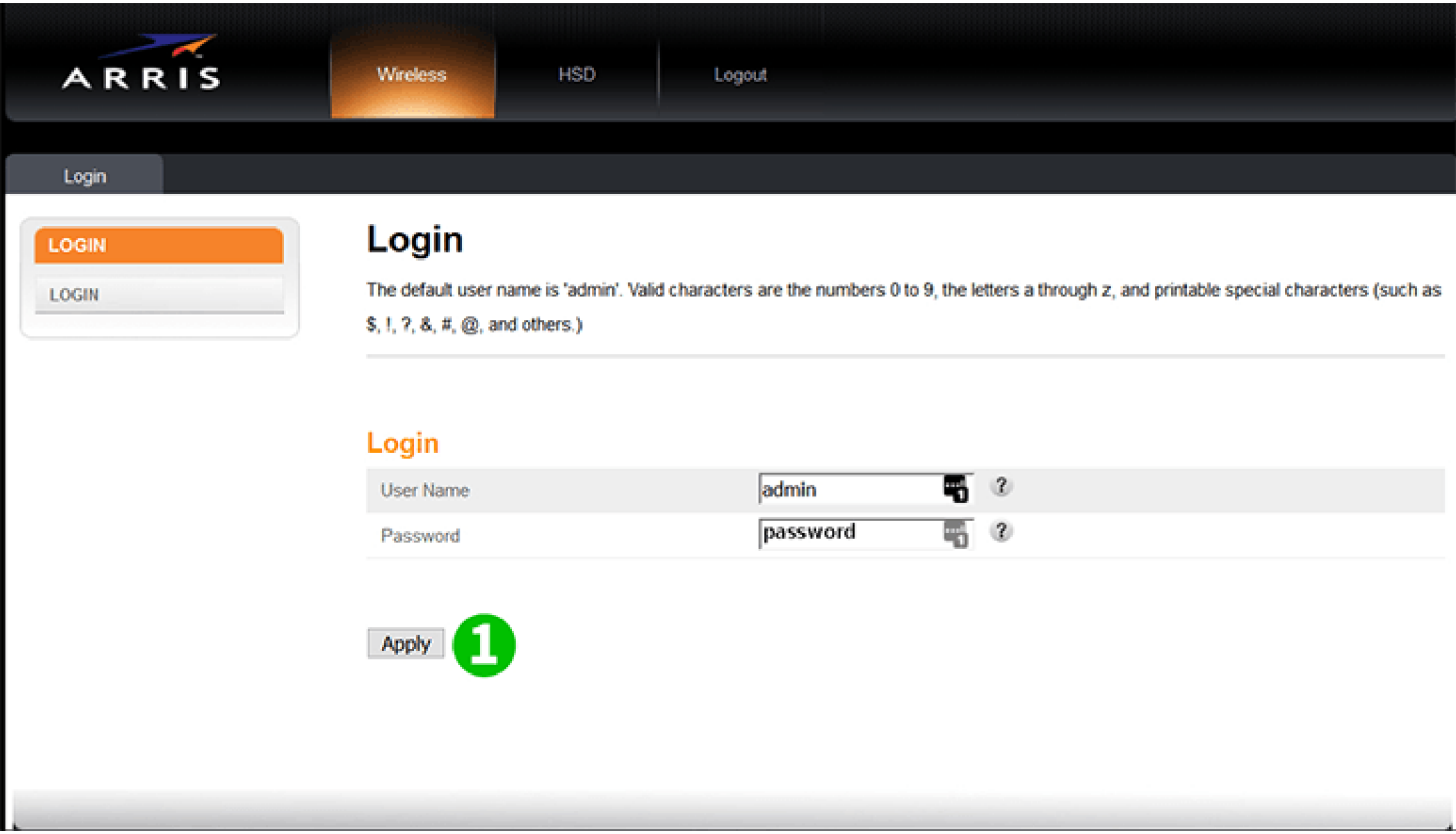 ARRIS
Wireless
HSD
Logout
Login
LOGIN
LOGIN
Login
The default user name is 'admin'. Valid characters are the numbers 0 to 9, the letters a through z, and printable special characters (such as
$, !, ?, &, #, @, and others.)
Login
User Name
admin
1
?
Password
password
1
?
Apply
1